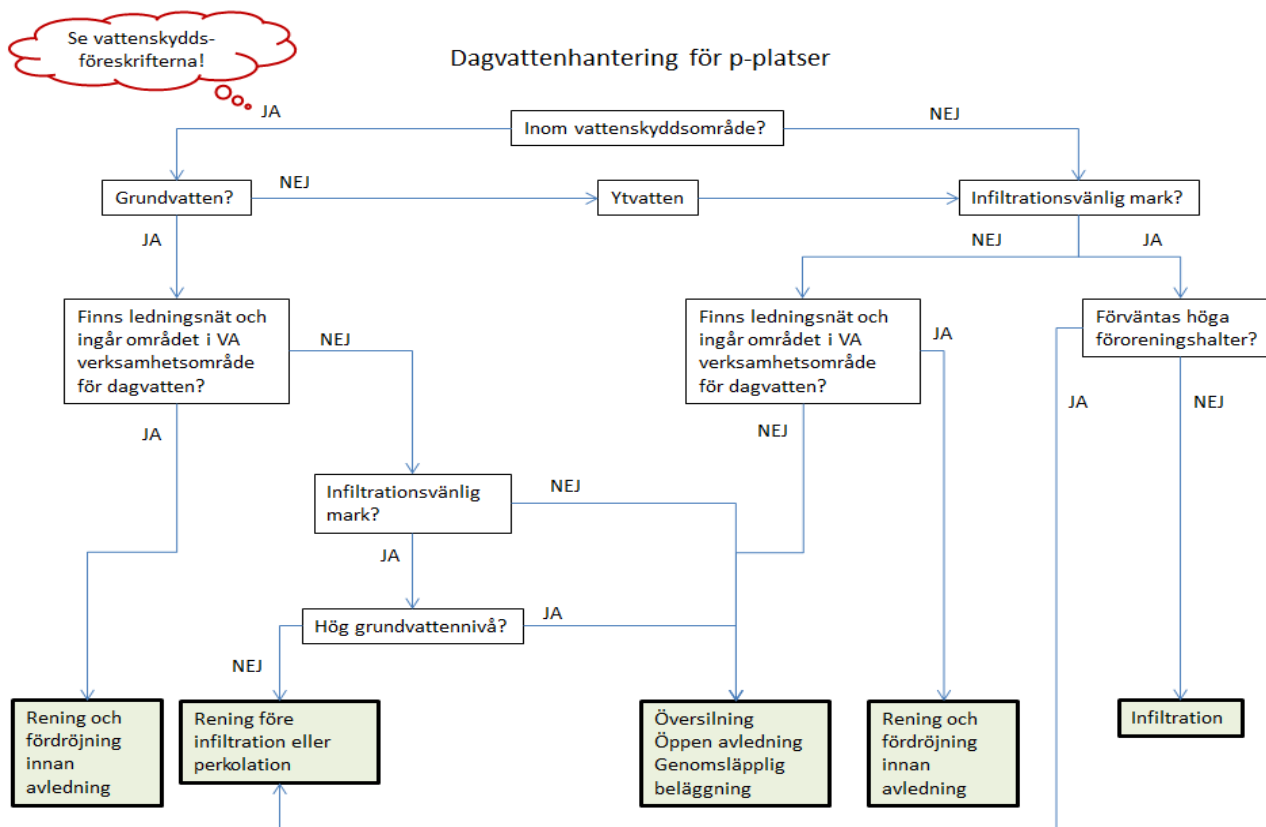 Se vattenskydds-
föreskrifterna!
Dagvattenhantering för p-platser
JA
Inom vattenskyddsområde?
NEJ
Grundvatten?
NEJ
Ytvatten
Infiltrationsvänlig mark?
JA
NEJ
JA
Finns ledningsnät och
ingår området i VA
verksamhetsområde
för dagvatten?
NEJ
Finns ledningsnät och
ingår området i VA
verksamhetsområde
för dagvatten?
JA
Förväntas höga
föroreningshalter?
JA
NEJ
JA
NEJ
Infiltrationsvänlig
mark?
NEJ
JA
Hög grundvattennivå?
JA
NEJ
Rening och
fördröjning
innan
avledning
Rening före
infiltration eller
perkolation
Översilning
Öppen avledning
Genomsläpplig
beläggning
Rening och
fördröjning
innan
avledning
Infiltration